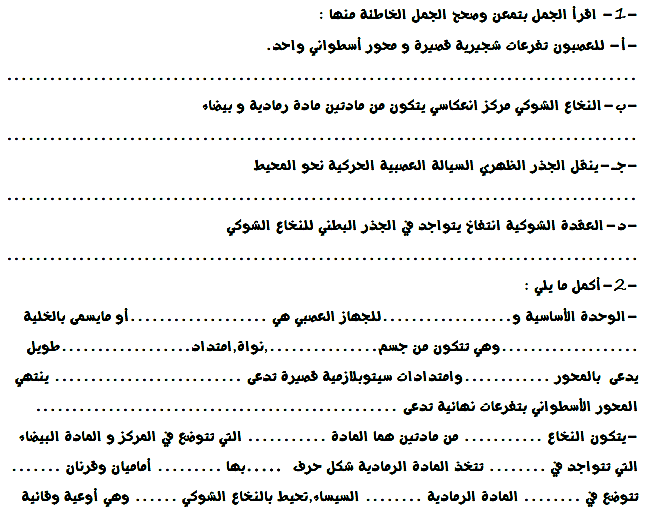 -1- اقرأ الجمل بتمعن وصحح الجمل الخاطئة منها :
-أ- للعصبون تفرعات شجيرية قصيرة و محور أسطواني واحد.
................................................................................
-ب- النخاع الشوكي مركز انعكاسي يتكون من مادتين مادة رمادية و بيضاء
................................................................................
-جـ- ينقل الجذر الظهري السيالة العصبية الحركية نحو المحيط
................................................................................
-د- العقدة الشوكية انتفاخ يتواجد في الجذر البطني للنخاع الشوكي
................................................................................
-2- أكمل ما يلي :
-الوحدة الأساسية و..................للجهاز العصبي هي ...................أو مايسمى بالخلية
...................وهي تتكون من جسم...............,نواة,امتداد..................طويل
يدعى بالمحور ............وامتدادات سيتوبلازمية قصيرة تدعى .......................... ينتهي
المحور الأسطواني بتفرعات نهائية تدعى ..................................................
-يتكون النخاع ........... من مادتين هما المادة ........... التي تتوضع في المركز و المادة البيضاء
التي تتواجد في ........ تتخذ المادة الرمادية شكل حرف .....بها ......... أماميان وقرنان .......
تتوضع في ........ المادة الرمادية ........ السيساء,تحيط بالنخاع الشوكي ...... وهي أوعية وقائية